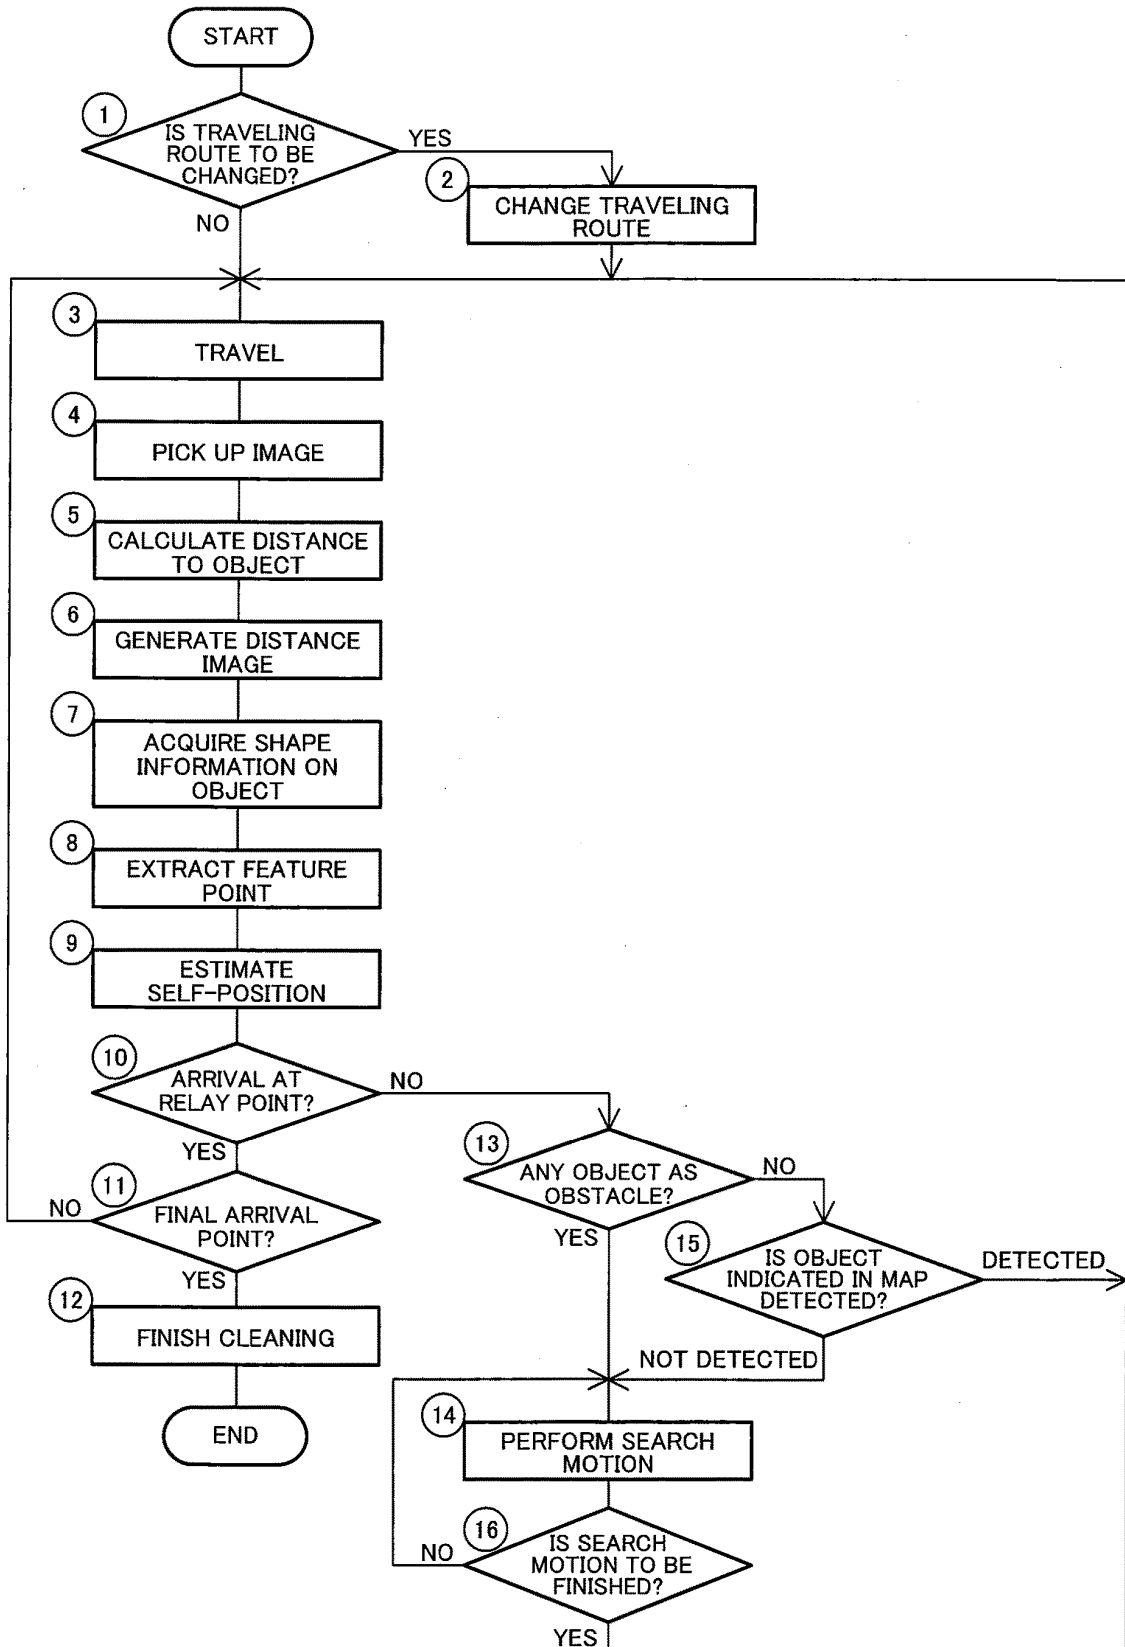 START
1
IS TRAVELING
ROUTE TO BE
CHANGED?
YES
NO
2
CHANGE TRAVELING
ROUTE
3
TRAVEL
4
PICK UP IMAGE
5
CALCULATE DISTANCE
TO OBJECT
6
GENERATE DISTANCE
IMAGE
7
ACQUIRE SHAPE
INFORMATION ON
OBJECT
8
EXTRACT FEATURE
POINT
9
ESTIMATE
SELF-POSITION
10
ARRIVAL AT
RELAY POINT?
NO
YES
11
FINAL ARRIVAL
POINT?
NO
YES
12
FINISH CLEANING
END
13
ANY OBJECT AS
OBSTACLE?
NO
YES
15
IS OBJECT
INDICATED IN MAP
DETECTED?
DETECTED
NOT DETECTED
14
PERFORM SEARCH
MOTION
16
IS SEARCH
MOTION TO BE
FINISHED?
NO
YES